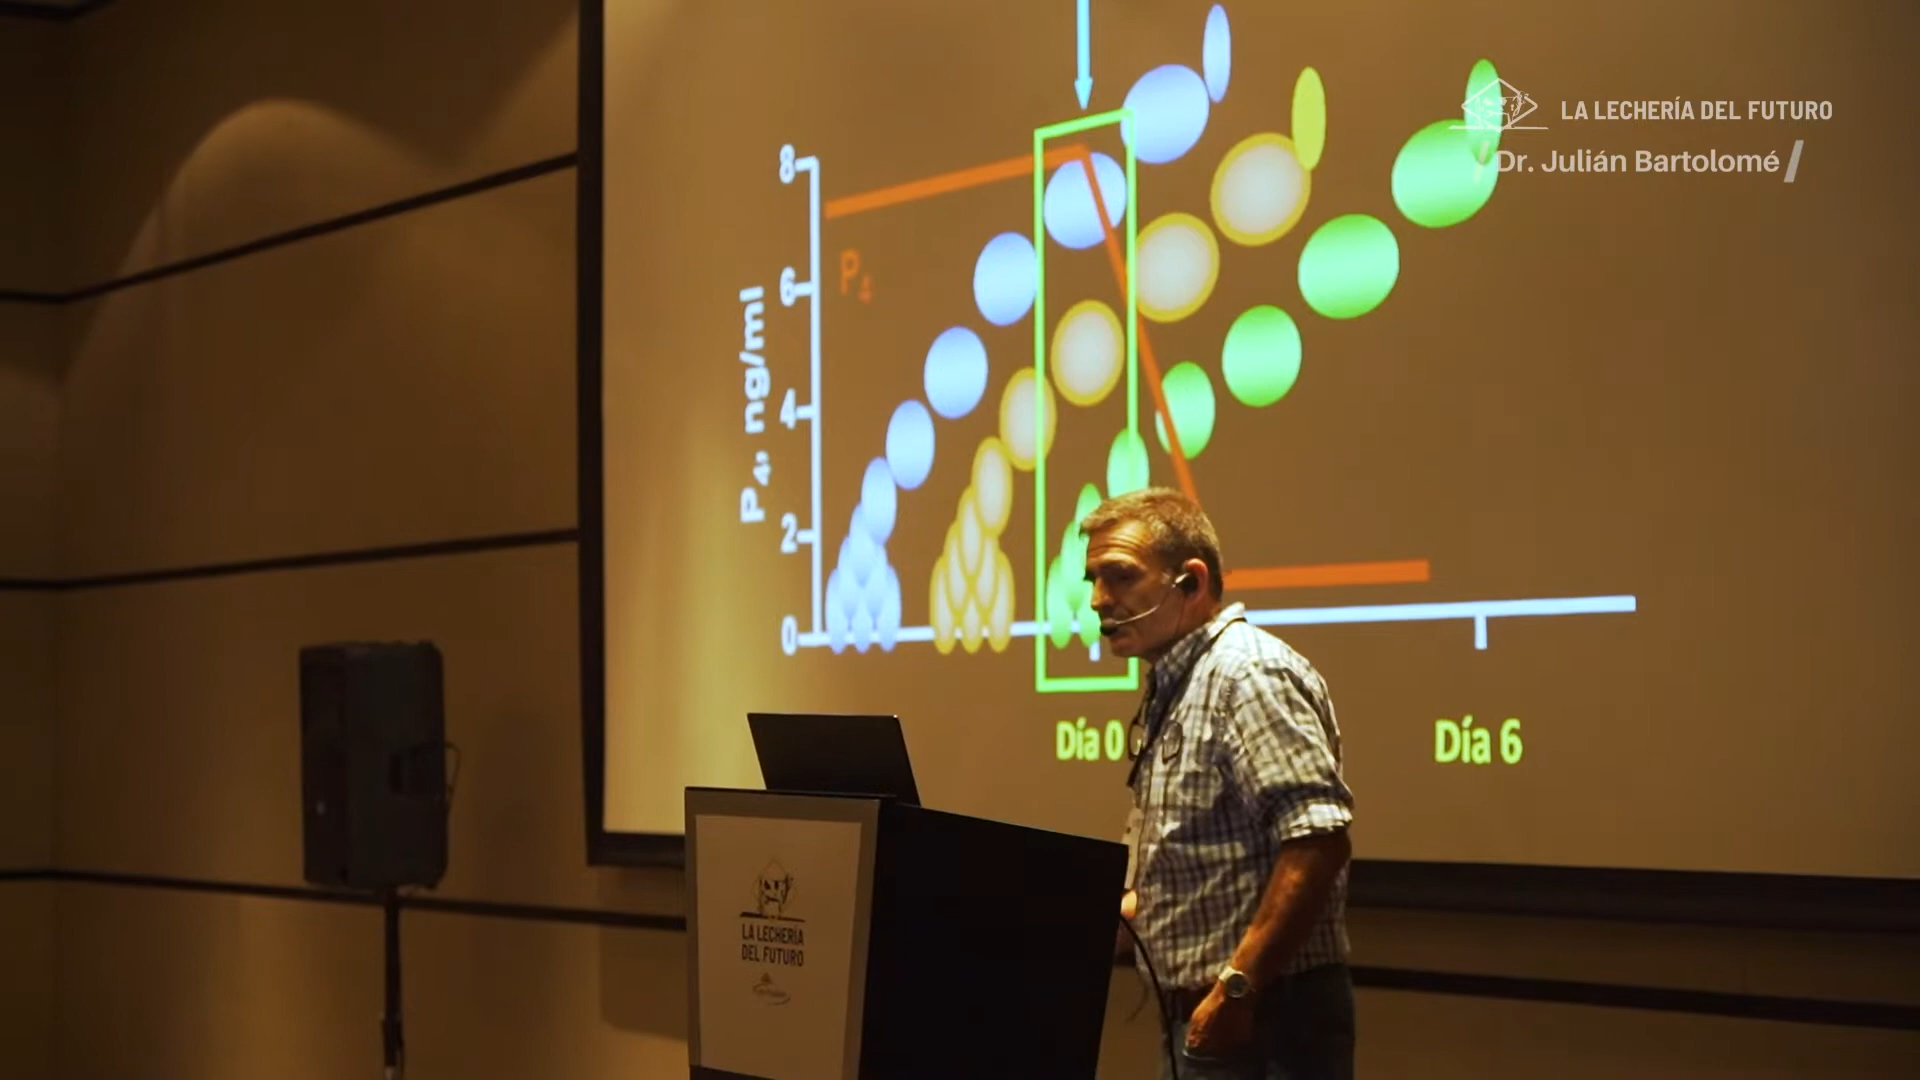 LA LECHERÍA DEL FUTURO
Dr. Julián Bartolomé
8
6
4
2
0
P4, ng/ml
P4
Día 0
Día 6
LA LECHERÍA
DEL FUTURO